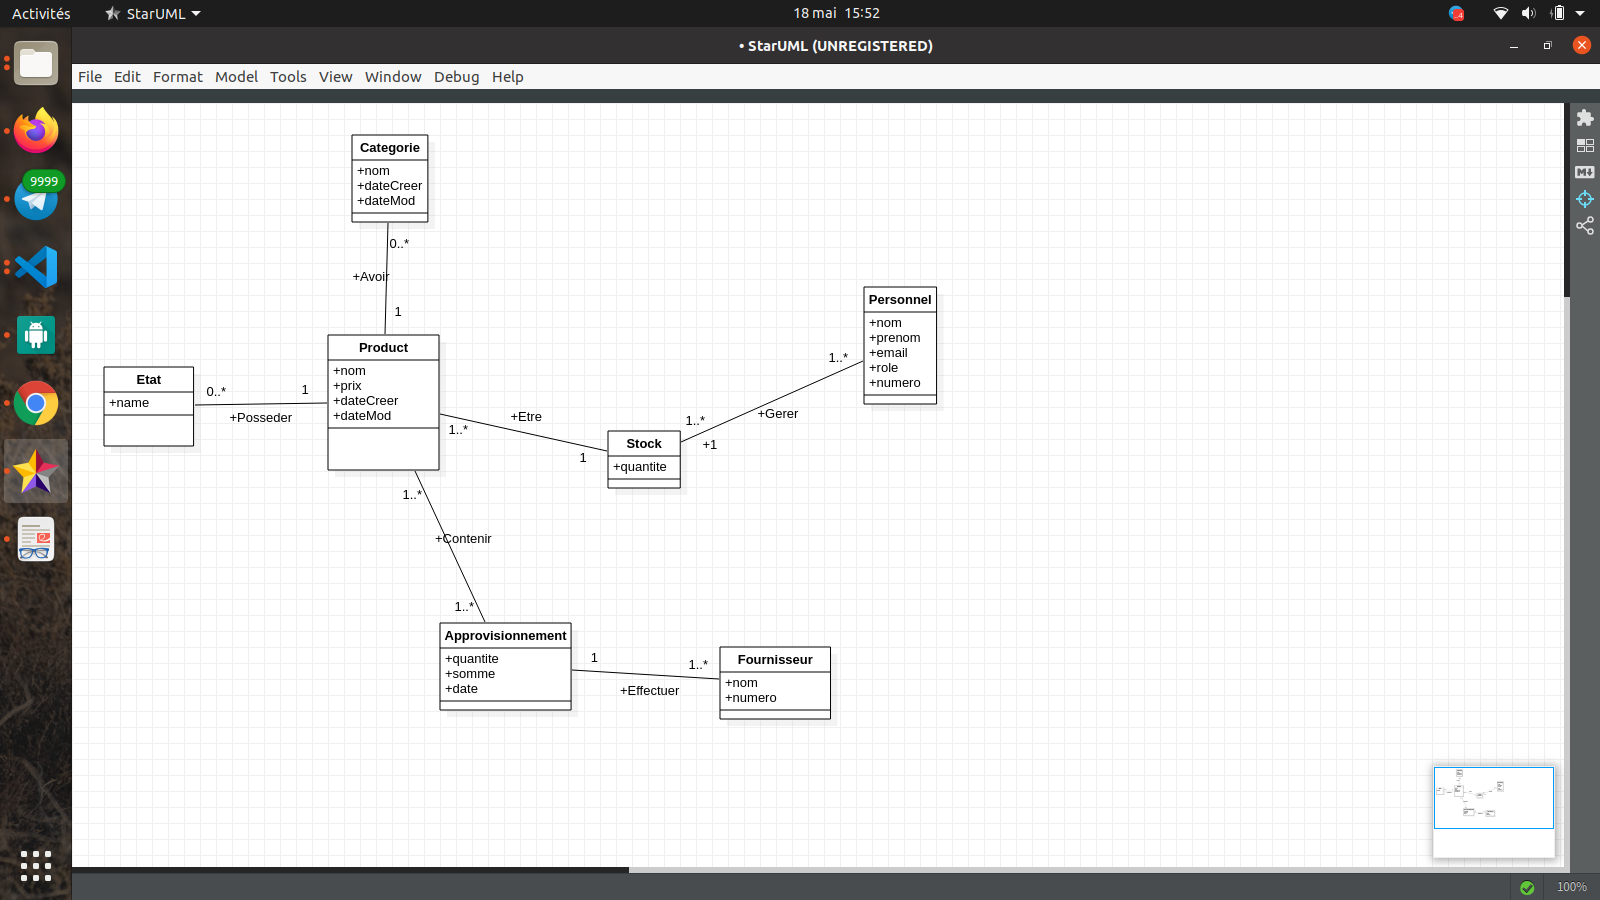 Activités
StarUML
18 mai 15:52
4
• StarUML (UNREGISTERED)
File Edit Format Model Tools View Window Debug Help
9999
Categorie
+nom
+dateCreer
+dateMod
0..*
+Avoir
1
Product
+nom
+prix
+dateCreer
+dateMod
Etat
+name
0..*
1
+Posseder
1..*
+Etre
1
Stock
+quantite
1..*
+1
+Gerer
1..*
Personnel
+nom
+prenom
+email
+role
+numero
1..*
+Contenir
1..*
Approvisionnement
+quantite
+somme
+date
1
+Effectuer
1..*
Fournisseur
+nom
+numero
M
100%